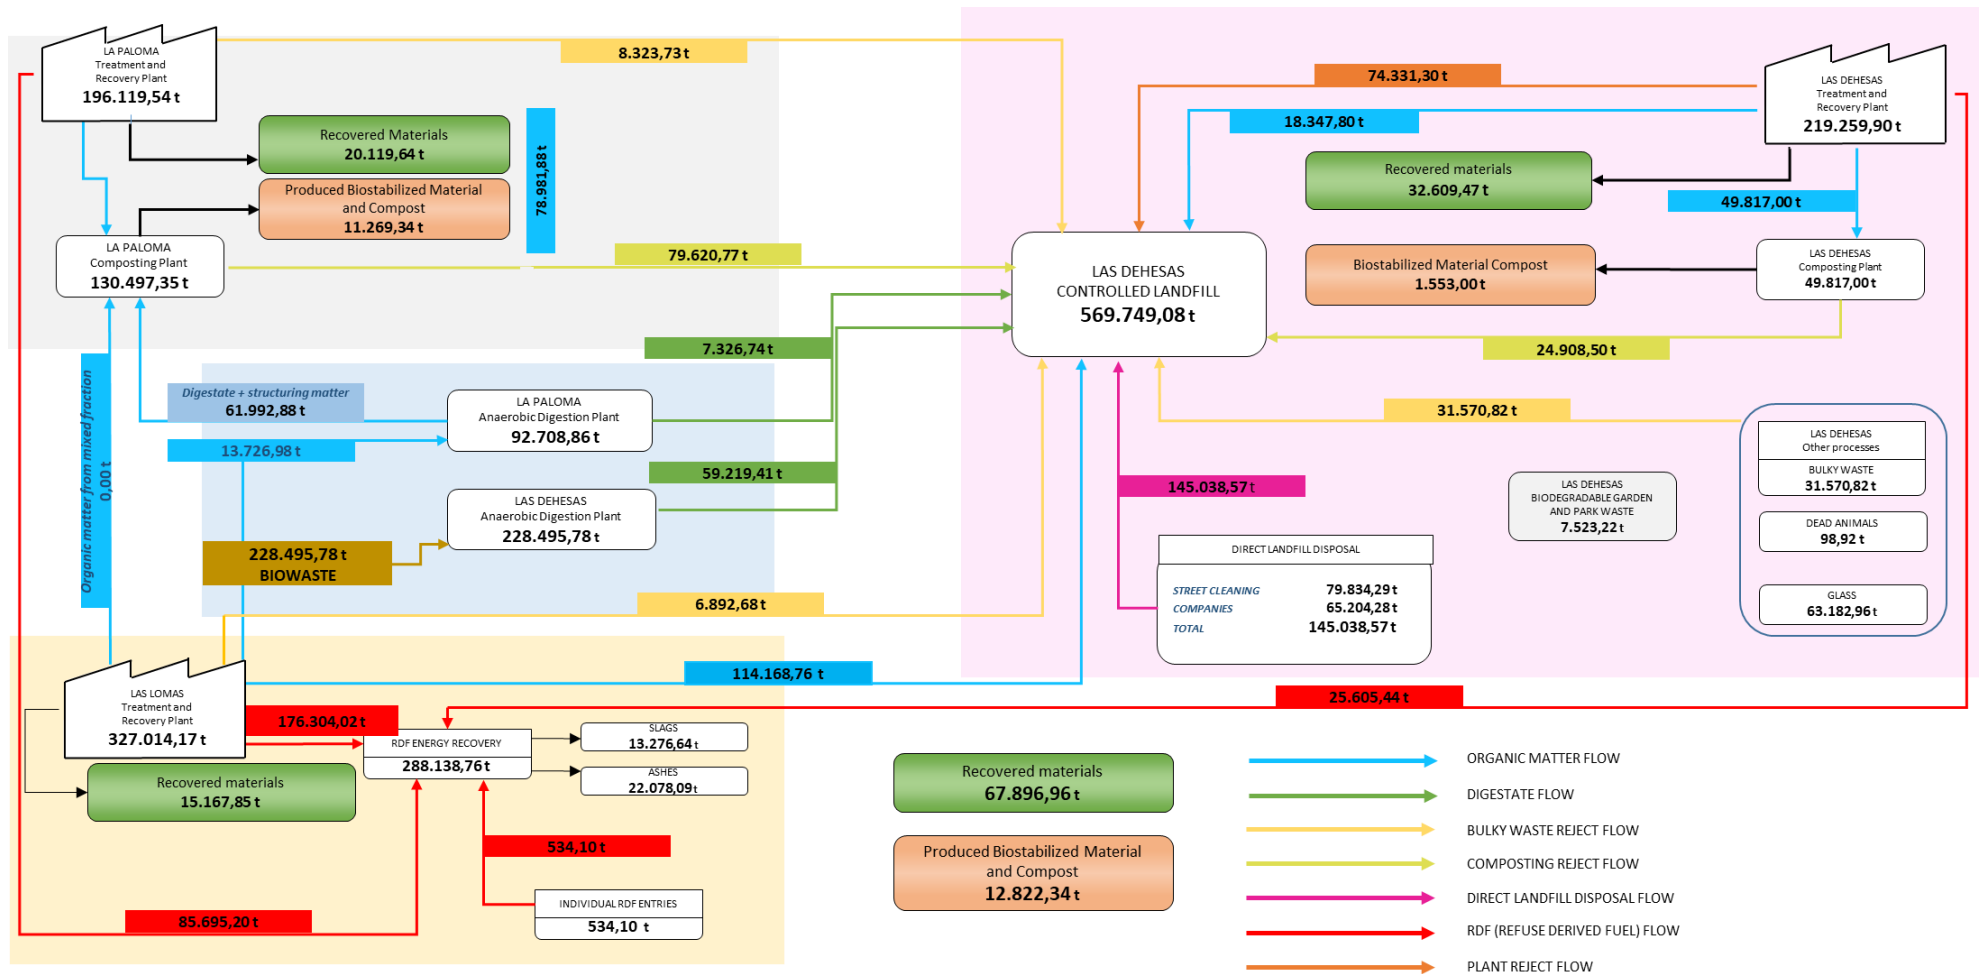 LA PALOMA
Treatment and
Recovery Plant
196.119,54 t
8.323,73 t
Recovered Materials
20.119,64 t
Produced Biostabilized Material
and Compost
11.269,34 t
78.981,88 t
LA PALOMA
Composting Plant
130.497,35 t
79.620,77 t
74.331,30 t
18.347,80 t
LAS DEHESAS
Treatment and
Recovery Plant
219.259,90 t
Recovered materials
32.609,47 t
49.817,00 t
LAS DEHESAS
CONTROLLED LANDFILL
569.749,08 t
Biostabilized Material Compost
1.553,00 t
LAS DEHESAS
Composting Plant
49.817,00 t
24.908,50 t
7.326,74 t
Organic matter from mixed fraction
0,00 t
Digestate + structuring matter
61.992,88 t
13.726,98 t
LA PALOMA
Anaerobic Digestion Plant
92.708,86 t
59.219,41 t
LAS DEHESAS
Anaerobic Digestion Plant
228.495,78 t
228.495,78 t
BIOWASTE
6.892,68 t
31.570,82 t
145.038,57 t
LAS DEHESAS
BIODEGRADABLE GARDEN
AND PARK WASTE
7.523,22 t
LAS DEHESAS
Other processes
BULKY WASTE
31.570,82 t
DEAD ANIMALS
98,92 t
GLASS
63.182,96 t
DIRECT LANDFILL DISPOSAL
STREET CLEANING 79.834,29 t
COMPANIES 65.204,28 t
TOTAL 145.038,57 t
114.168,76 t
25.605,44 t
LAS LOMAS
Treatment and
Recovery Plant
327.014,17 t
176.304,02 t
RDF ENERGY RECOVERY
288.138,76 t
SLAGS
13.276,64 t
ASHES
22.078,09 t
Recovered materials
15.167,85 t
534,10 t
INDIVIDUAL RDF ENTRIES
534,10 t
85.695,20 t
Recovered materials
67.896,96 t
Produced Biostabilized Material
and Compost
12.822,34 t
ORGANIC MATTER FLOW
DIGESTATE FLOW
BULKY WASTE REJECT FLOW
COMPOSTING REJECT FLOW
DIRECT LANDFILL DISPOSAL FLOW
RDF (REFUSE DERIVED FUEL) FLOW
PLANT REJECT FLOW